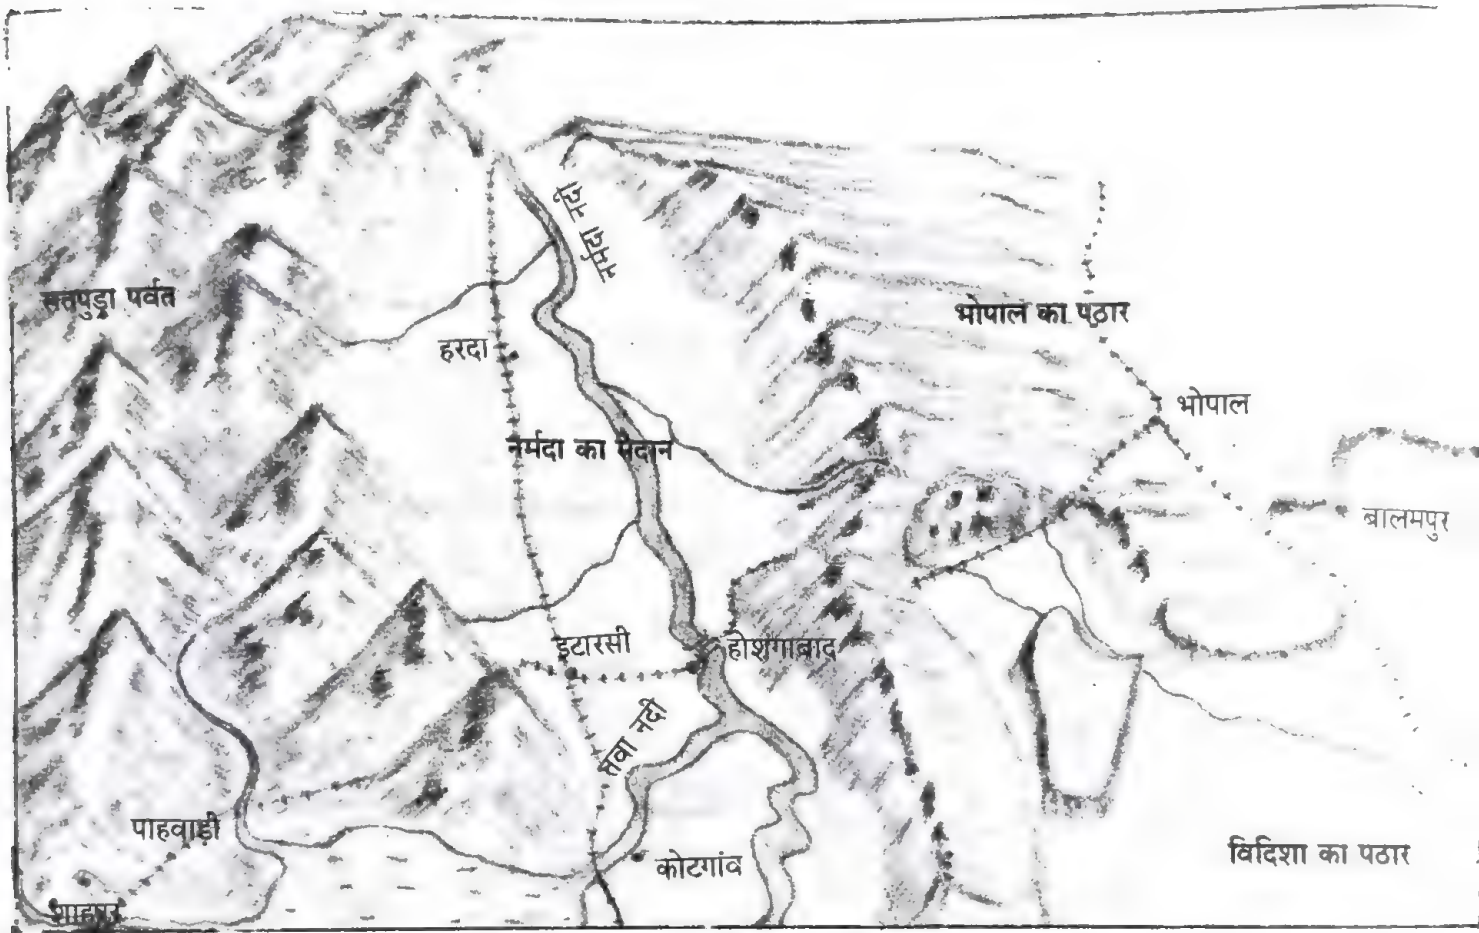 नर्मदा नदी
सतपुड़ा पर्वत
भोपाल का पठार
हरदा
भोपाल
नर्मदा का मैदान
बालमपुर
इटारसी
होशंगाबाद
तवा नदी
पाहवाड़ी
कोटगांव
विदिशा का पठार